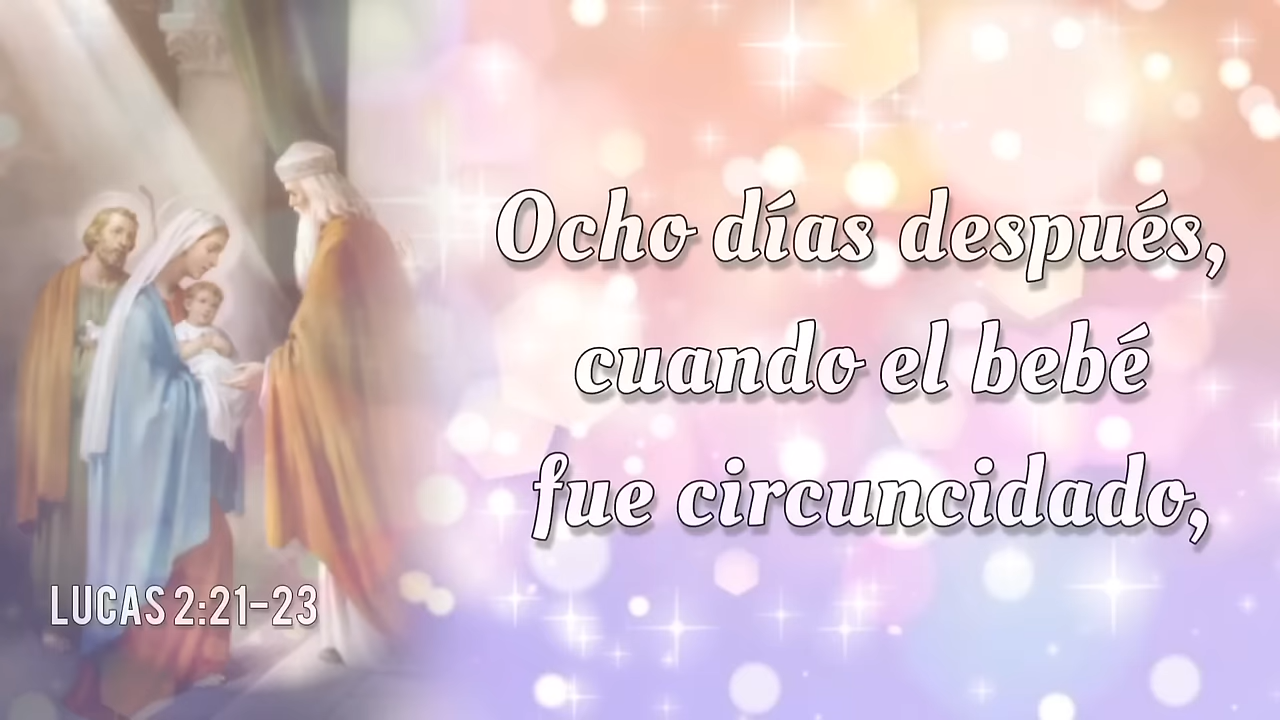 Ocho días después,
cuando el bebé
fue circuncidado,
LUCAS 2:21-23